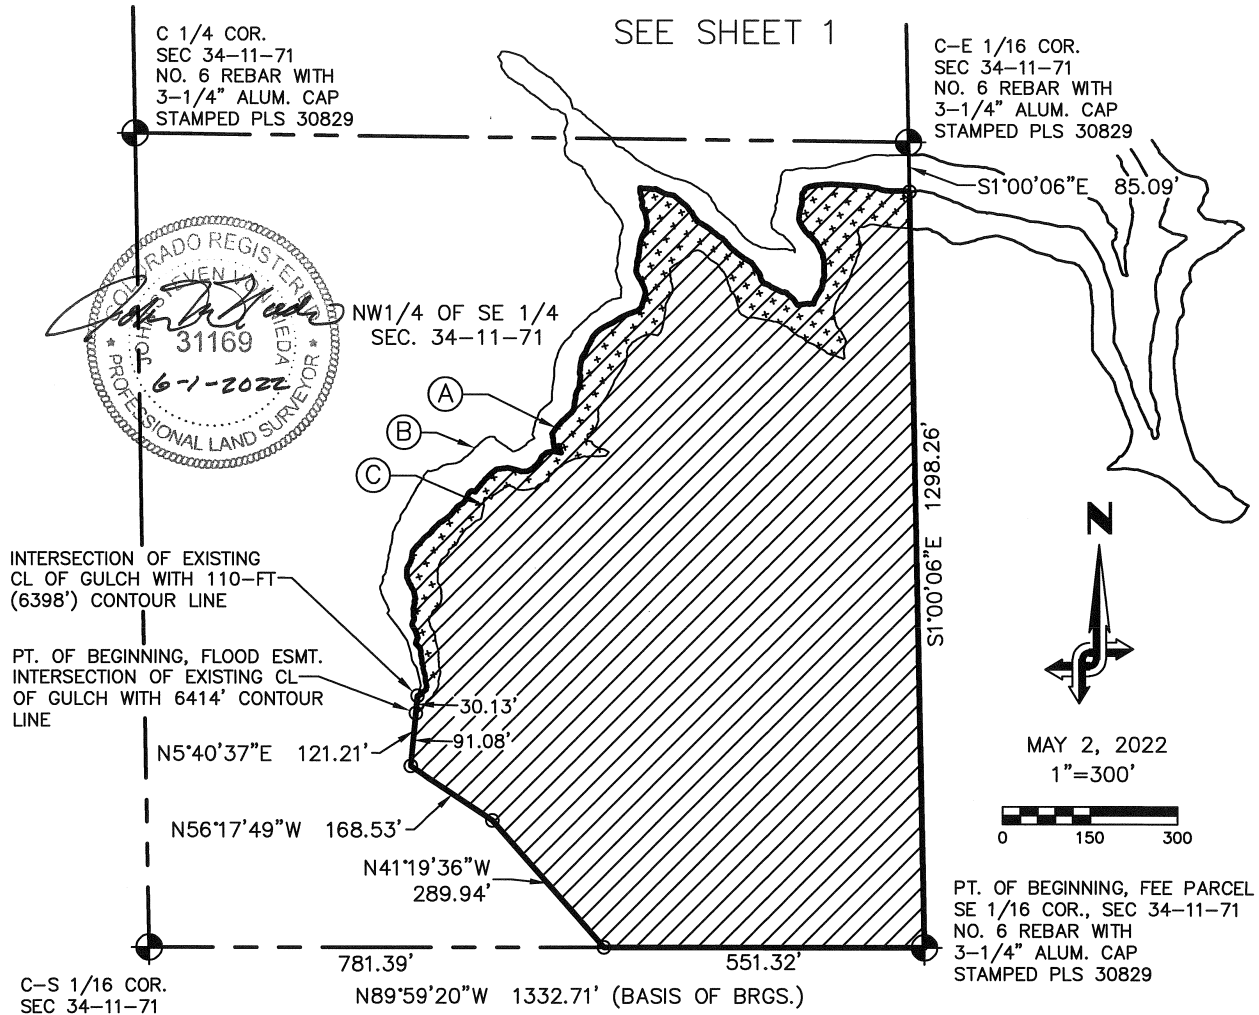 SEE SHEET 1
C 1/4 COR.
SEC 34-11-71
NO. 6 REBAR WITH
3-1/4" ALUM. CAP
STAMPED PLS 30829
C-E 1/16 COR.
SEC 34-11-71
NO. 6 REBAR WITH
3-1/4" ALUM. CAP
STAMPED PLS 30829
S1°00'06"E 85.09'
31169
6-1-2022
PROFESSIONAL LAND SURVEYOR
NW1/4 OF SE 1/4
SEC. 34-11-71
A
B
C
S1°00'06"E 1298.26'
N
INTERSECTION OF EXISTING
CL OF GULCH WITH 110-FT
(6398') CONTOUR LINE
PT. OF BEGINNING, FLOOD ESMT.
INTERSECTION OF EXISTING CL
OF GULCH WITH 6414' CONTOUR
LINE
30.13'
91.08'
N5°40'37"E 121.21'
N56°17'49"W 168.53'
N41°19'36"W
289.94'
MAY 2, 2022
1"=300'
0 150 300
PT. OF BEGINNING, FEE PARCEL
SE 1/16 COR., SEC 34-11-71
NO. 6 REBAR WITH
3-1/4" ALUM. CAP
STAMPED PLS 30829
781.39'
551.32'
N89°59'20"W 1332.71' (BASIS OF BRGS.)
C-S 1/16 COR.
SEC 34-11-71